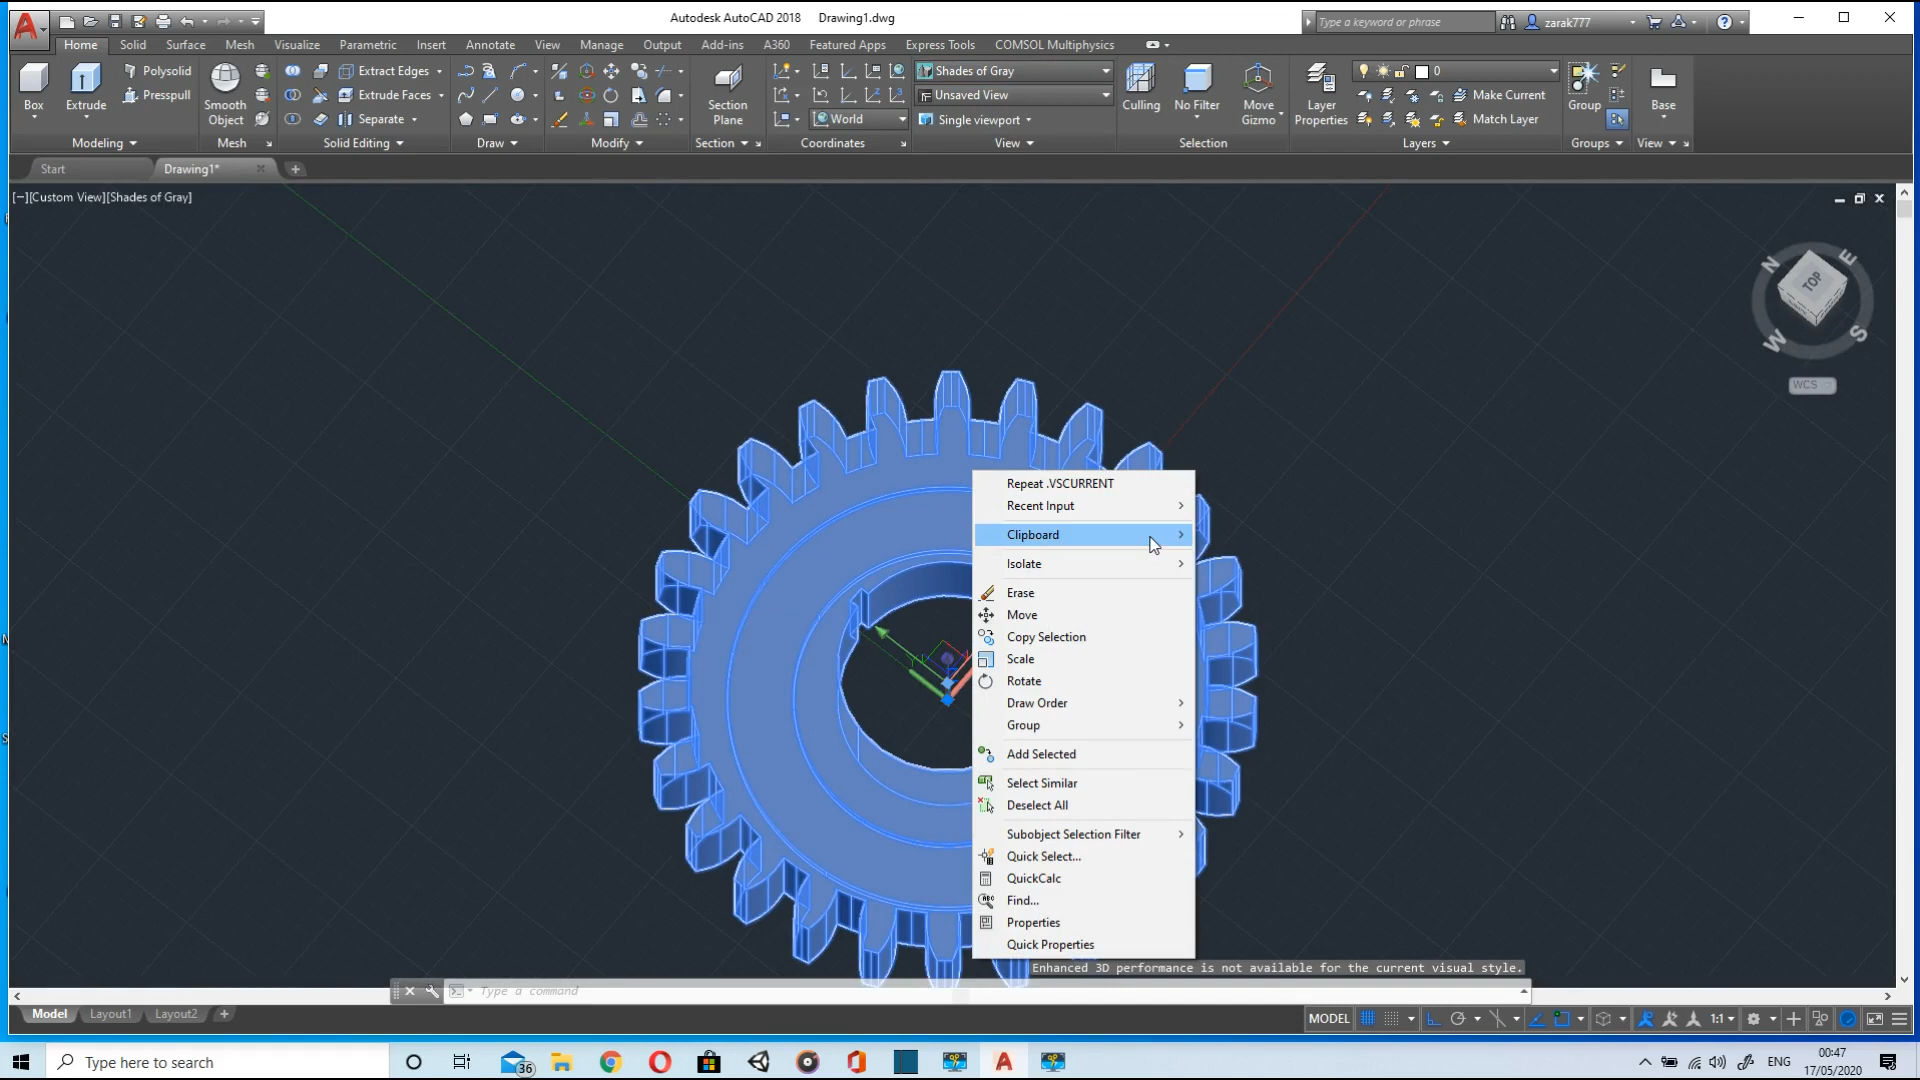 Autodesk AutoCAD 2018 Drawing1.dwg
Type a keyword or phrase
zarak777
Home Solid Surface Mesh Visualize Parametric Insert Annotate View Manage Output Add-ins A360 Featured Apps Express Tools COMSOL Multiphysics
Box
Extrude
Polysolid
Presspull
Modeling
Smooth
Object
Mesh
Extract Edges
Extrude Faces
Separate
Solid Editing
Draw
Modify
Section
Plane
Section
World
Coordinates
Shades of Gray
Unsaved View
Single viewport
View
Culling
No Filter
Move
Gizmo
Selection
Layer
Properties
0
Make Current
Match Layer
Layers
Group
Groups
Base
View
Start
Drawing1*
[−][Custom View][Shades of Gray]
TOP
N
E
W
S
WCS
Repeat .VSCURRENT
Recent Input
Clipboard
Isolate
Erase
Move
Copy Selection
Scale
Rotate
Draw Order
Group
Add Selected
Select Similar
Deselect All
Subobject Selection Filter
Quick Select...
QuickCalc
Find...
Properties
Quick Properties
Enhanced 3D performance is not available for the current visual style.
Type a command
Model Layout1 Layout2
MODEL
1:1
Type here to search
36
ENG
00:47
17/05/2020